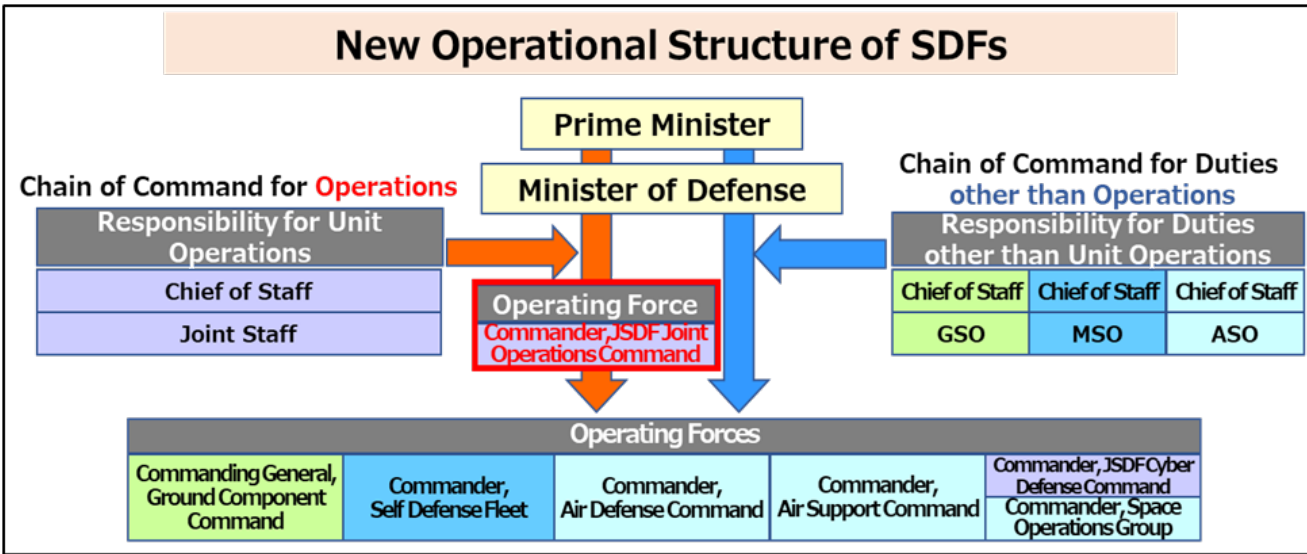 New Operational Structure of SDFs
Prime Minister
Minister of Defense
Chain of Command for Operations
Responsibility for Unit
Operations
Chief of Staff
Joint Staff
Chain of Command for Duties
other than Operations
Responsibility for Duties
other than Unit Operations
Chief of Staff Chief of Staff Chief of Staff
GSO MSO ASO
Operating Force
Commander, JSDF Joint
Operations Command
Operating Forces
Commanding General,
Ground Component
Command
Commander,
Self Defense Fleet
Commander,
Air Defense Command
Commander,
Air Support Command
Commander, JSDF Cyber
Defense Command
Commander, Space
Operations Group